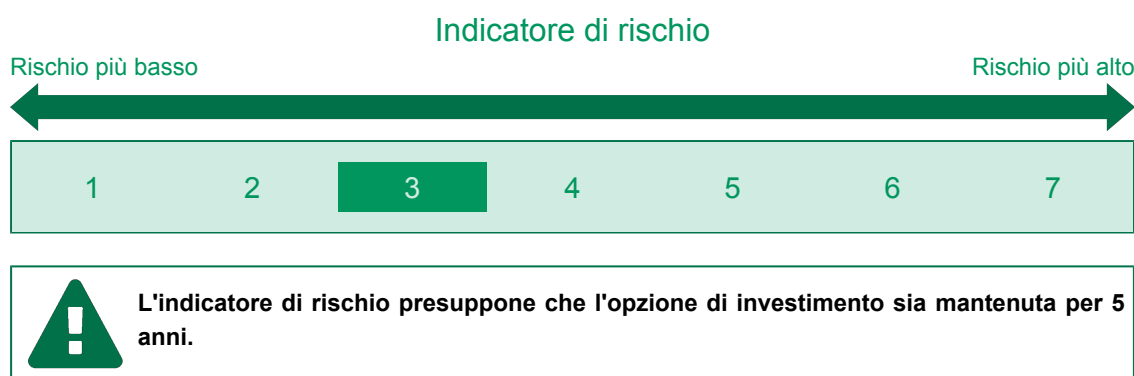 Indicatore di rischio
Rischio più basso Rischio più alto
1 2 3 4 5 6 7
L'indicatore di rischio presuppone che l'opzione di investimento sia mantenuta per 5
anni.